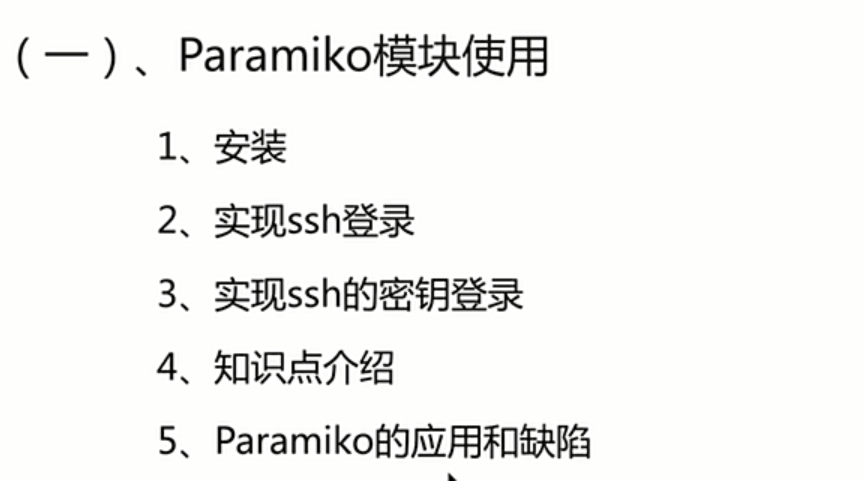 （一）、Paramiko模块使用
1、安装
2、实现ssh登录
3、实现ssh的密钥登录
4、知识点介绍
5、Paramiko的应用和缺陷